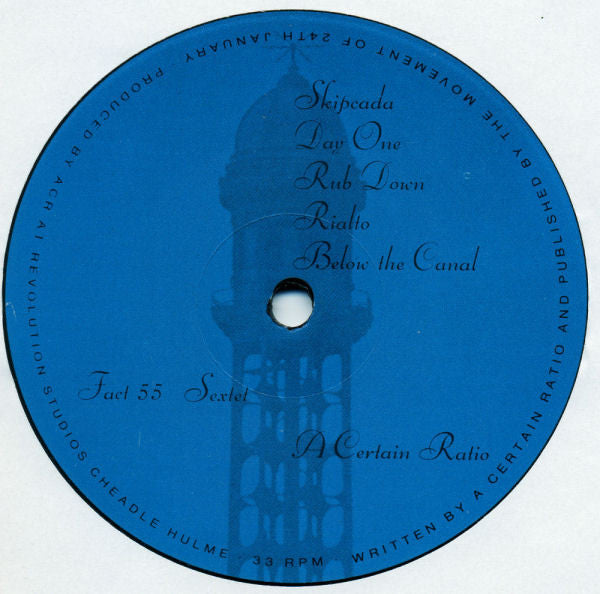 Skipcada
Day One
Rub Down
Rialto
Below the Canal
Fact 55 Sextet
A Certain Ratio
WRITTEN BY A CERTAIN RATIO AND PUBLISHED BY THE MOVEMENT OF 24TH JANUARY · PRODUCED BY ACR AT REVOLUTION STUDIOS CHEADLE HULME · 33 RPM ·